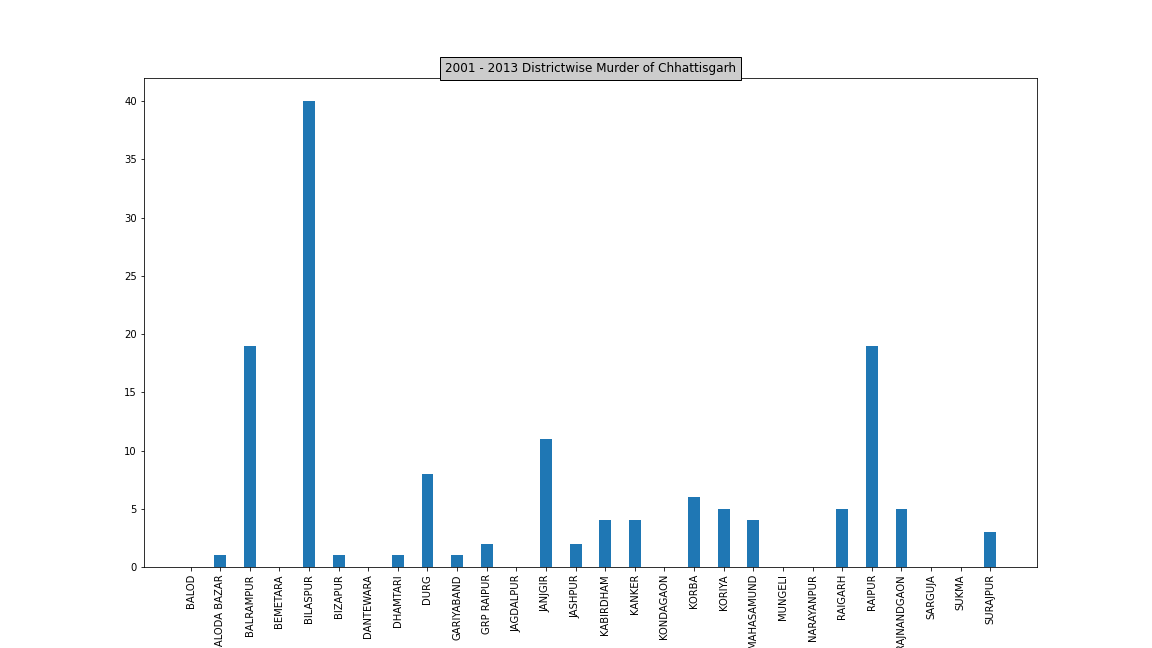 2001 - 2013 Districtwise Murder of Chhattisgarh
40
35
30
25
20
15
10
5
0
BALOD
ALODA BAZAR
BALRAMPUR
BEMETARA
BILASPUR
BIZAPUR
DANTEWARA
DHAMTARI
DURG
GARIYABAND
GRP RAIPUR
JAGDALPUR
JANJGIR
JASHPUR
KABIRDHAM
KANKER
KONDAGAON
KORBA
KORIYA
MAHASAMUND
MUNGELI
NARAYANPUR
RAIGARH
RAIPUR
RAJNANDGAON
SARGUJA
SUKMA
SURAJPUR